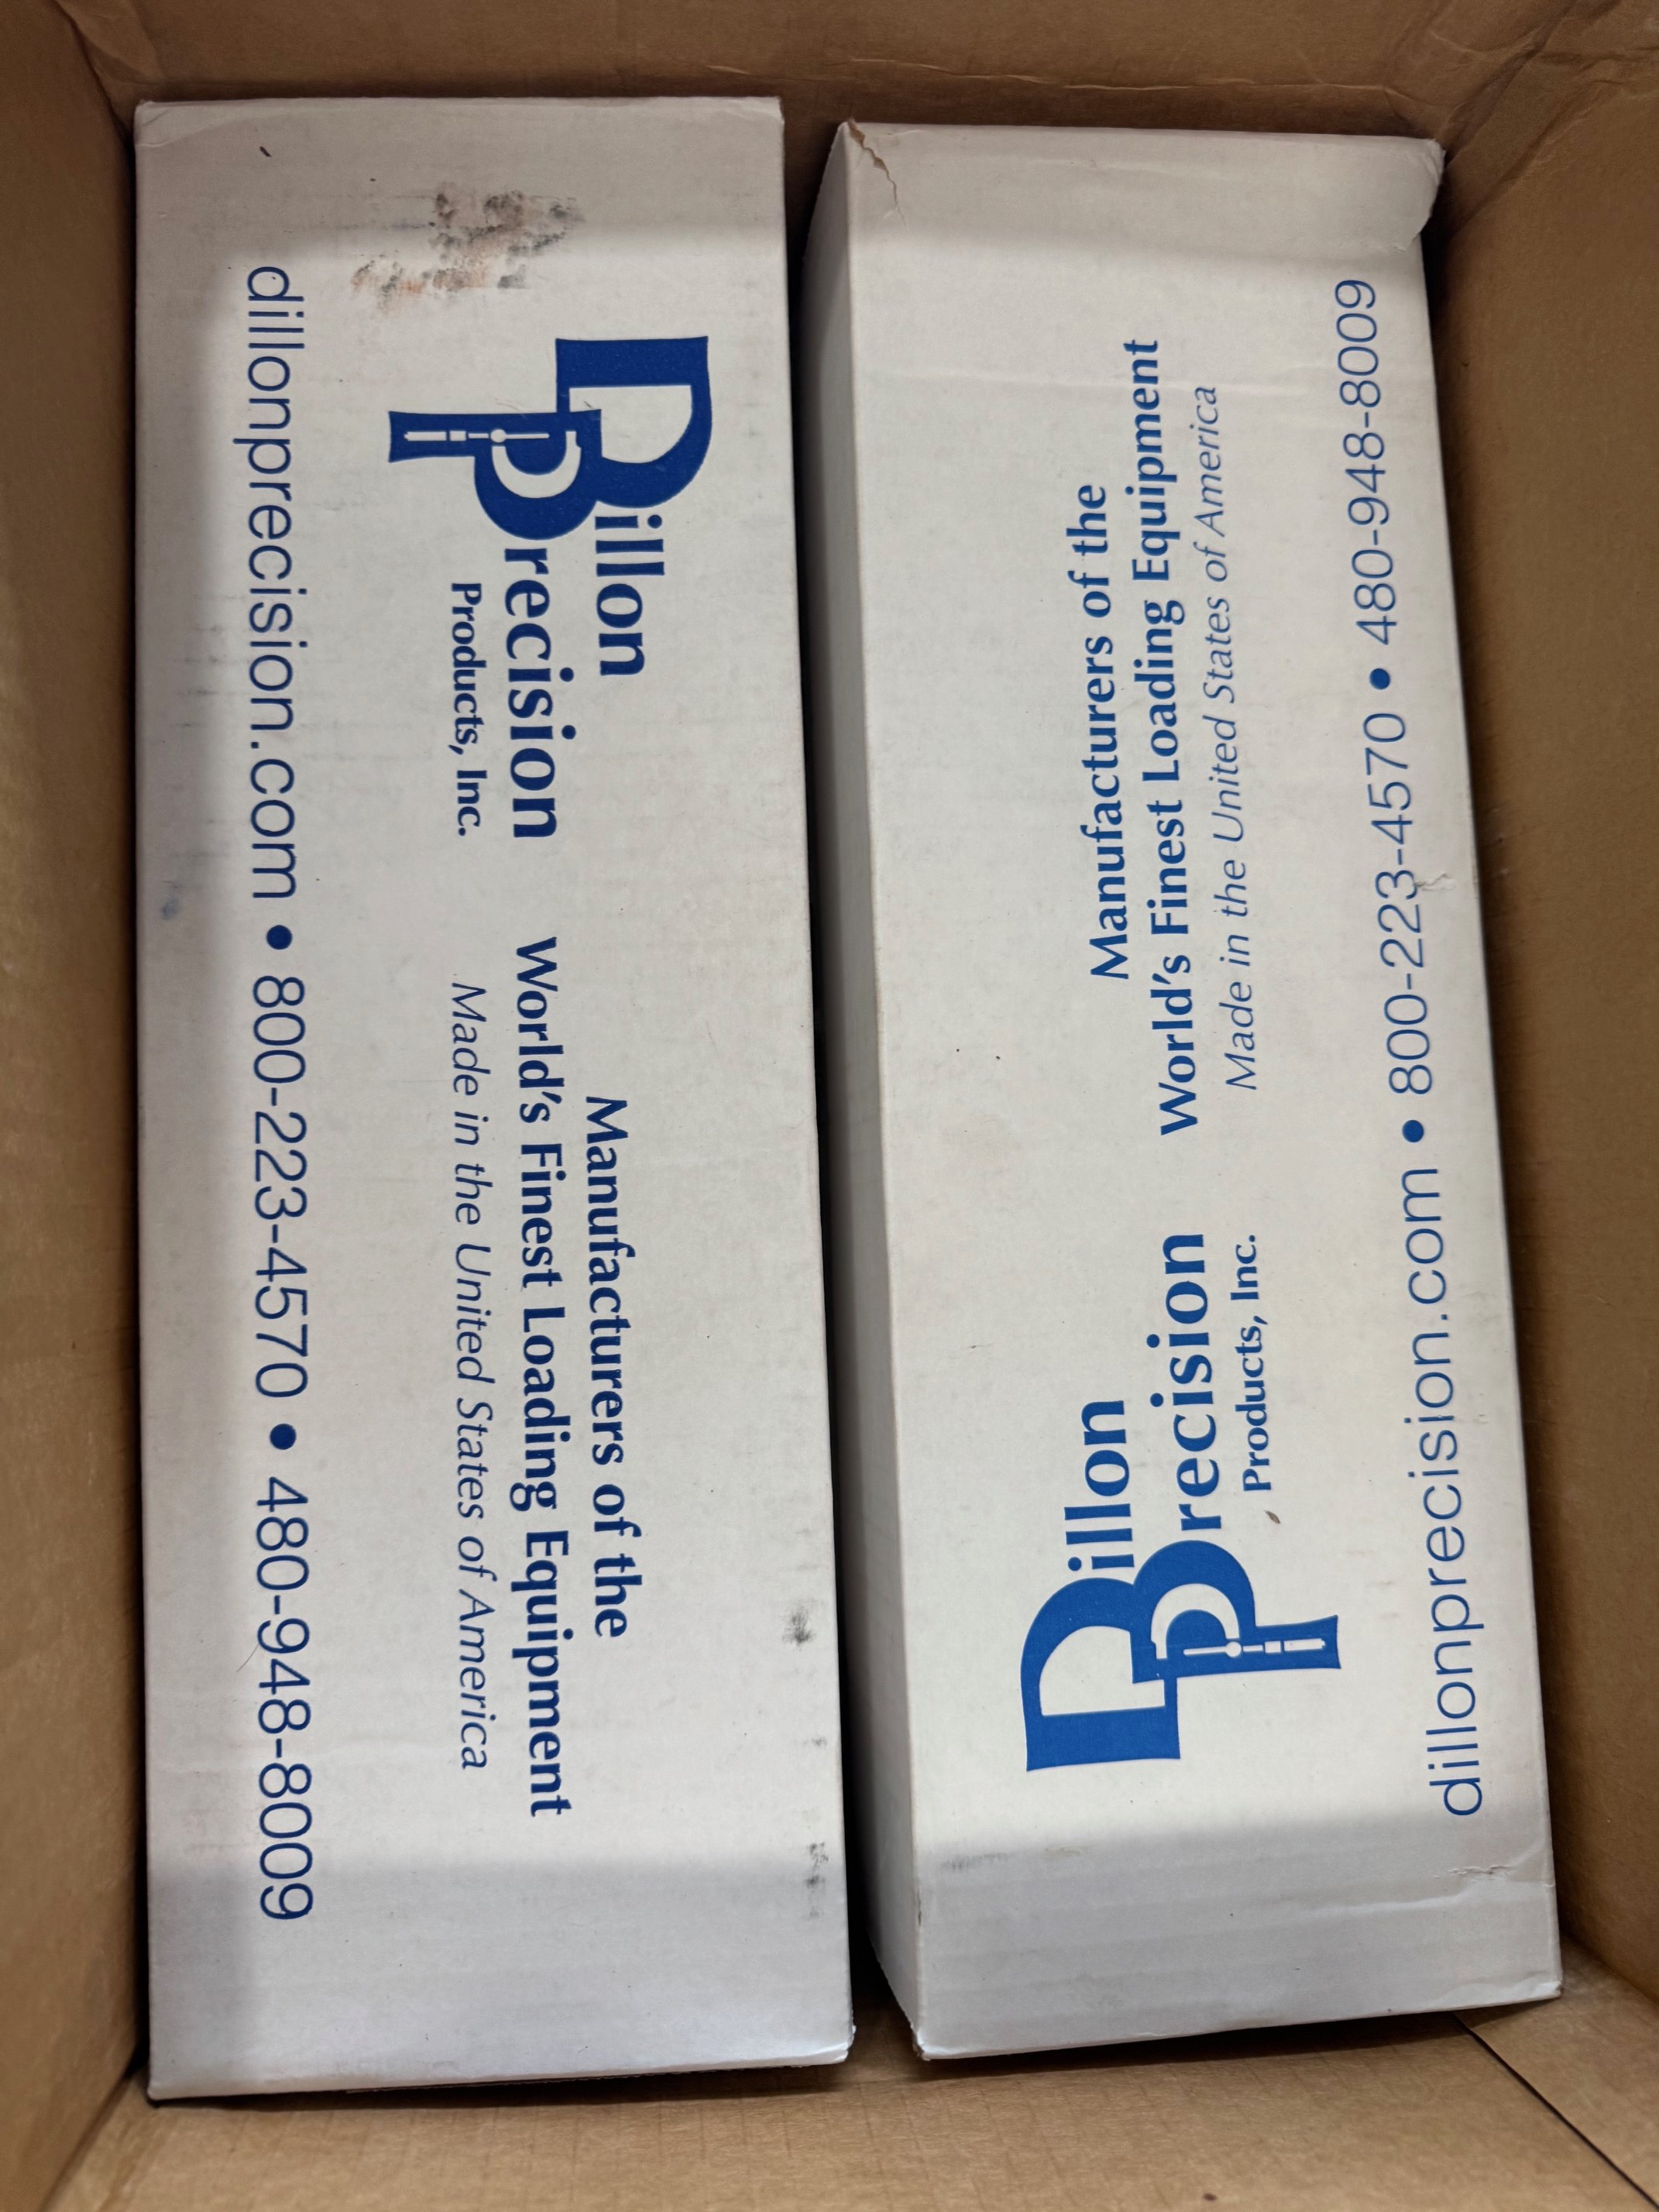 Dillon
Precision
Products, Inc.
Manufacturers of the
World's Finest Loading Equipment
Made in the United States of America
dillonprecision.com • 800-223-4570 • 480-948-8009
Dillon
Precision
Products, Inc.
Manufacturers of the
World's Finest Loading Equipment
Made in the United States of America
dillonprecision.com • 800-223-4570 • 480-948-8009